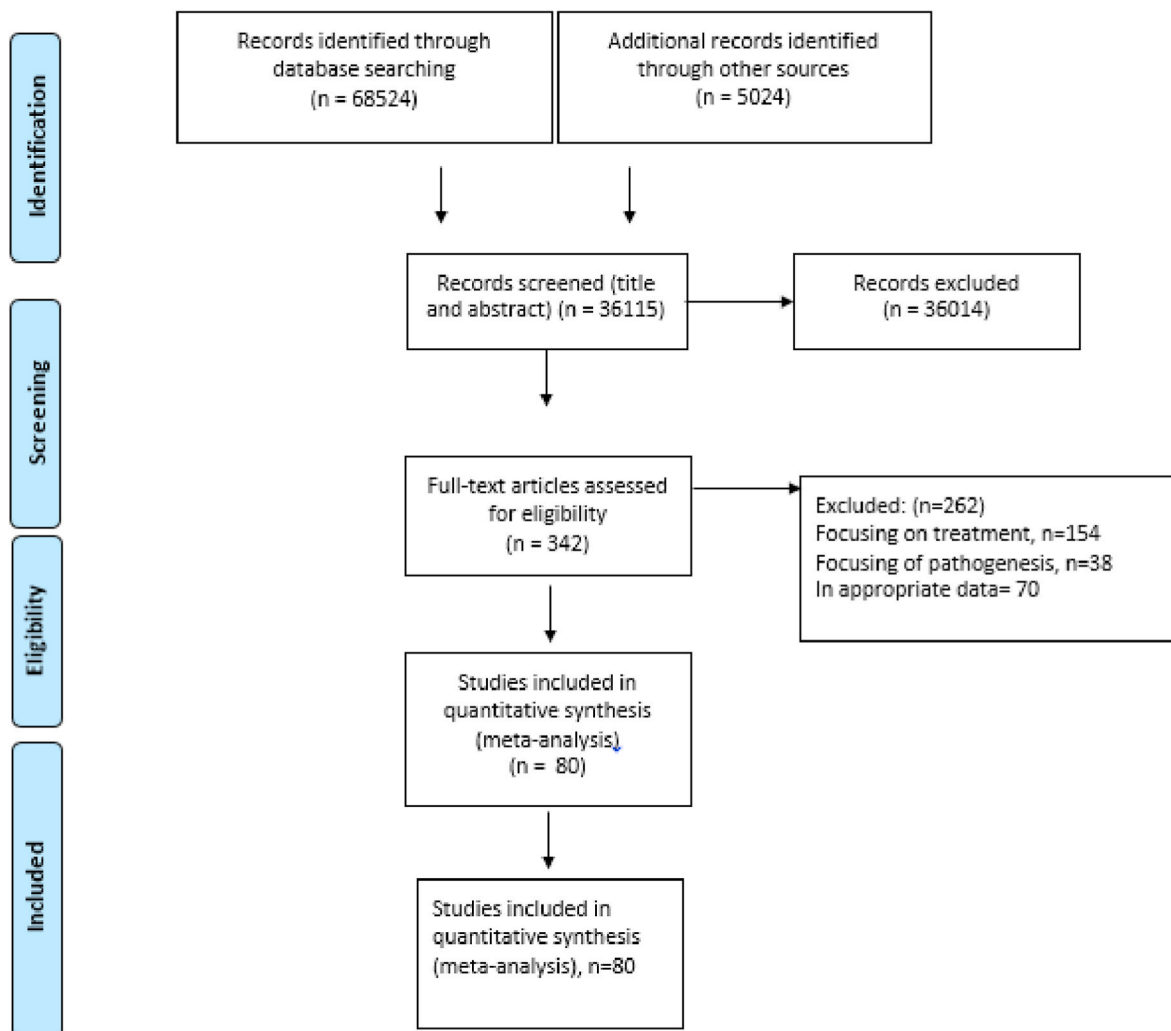 Identification
Records identified through
database searching
(n = 68524)
Additional records identified
through other sources
(n = 5024)
Records screened (title
and abstract) (n = 36115)
Records excluded
(n = 36014)
Screening
Full-text articles assessed
for eligibility
(n = 342)
Excluded: (n=262)
Focusing on treatment, n=154
Focusing of pathogenesis, n=38
In appropriate data= 70
Eligibility
Studies included in
quantitative synthesis
(meta-analysis)
(n = 80)
Included
Studies included in
quantitative synthesis
(meta-analysis), n=80